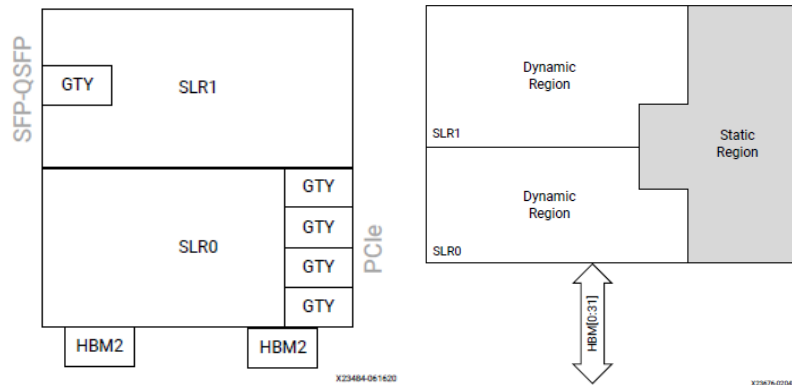 SFP-QSFP
GTY
SLR1
GTY
GTY
SLR0
GTY
GTY
PCIe
HBM2
HBM2
X23484-061620
Dynamic
Region
SLR1
Static
Region
Dynamic
Region
SLR0
HBM[0:31]